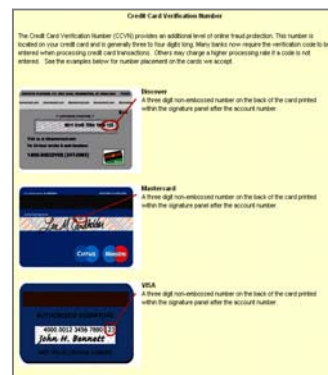 Credit Card Verification Number
The Credit Card Verification Number (CCVN) provides an additional level of online fraud protection. This number is
located on your credit card and is generally three to four digits long. Many banks now require the verification code to be
entered when processing credit card transactions. Others may charge a higher processing rate if a code is not
entered. See the examples below for number placement on the cards we accept.
Discover
A three digit non-embossed number on the back of the card printed
within the signature panel after the account number.
Mastercard
A three digit non-embossed number on the back of the card printed
within the signature panel after the account number.
Cirrus
Maestro
VISA
A three digit non-embossed number on the back of the card printed
within the signature panel after the account number.
AUTHORIZED SIGNATURE
4000 0012 3456 7890
John H. Bennett